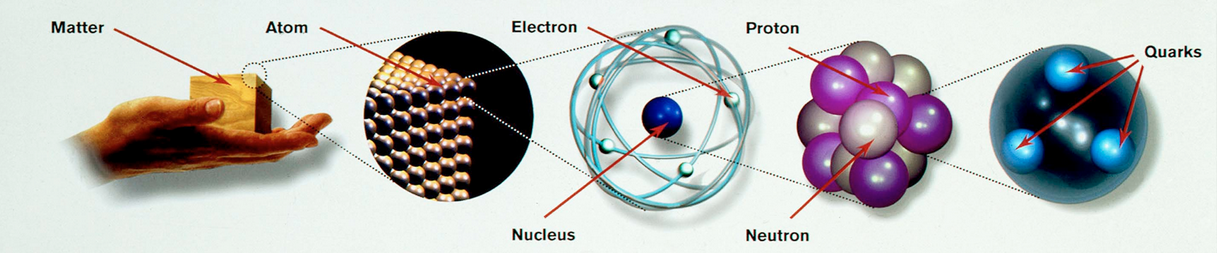 Matter
Atom
Electron
Proton
Quarks
Nucleus
Neutron